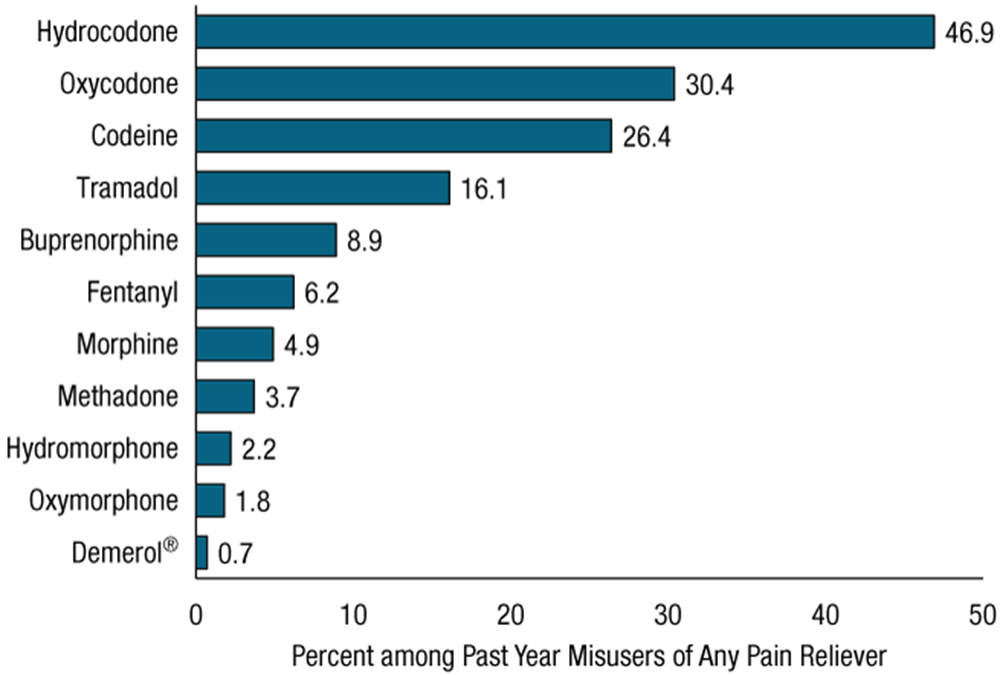 Hydrocodone 46.9
Oxycodone 30.4
Codeine 26.4
Tramadol 16.1
Buprenorphine 8.9
Fentanyl 6.2
Morphine 4.9
Methadone 3.7
Hydromorphone 2.2
Oxymorphone 1.8
Demerol® 0.7
0 10 20 30 40 50
Percent among Past Year Misusers of Any Pain Reliever